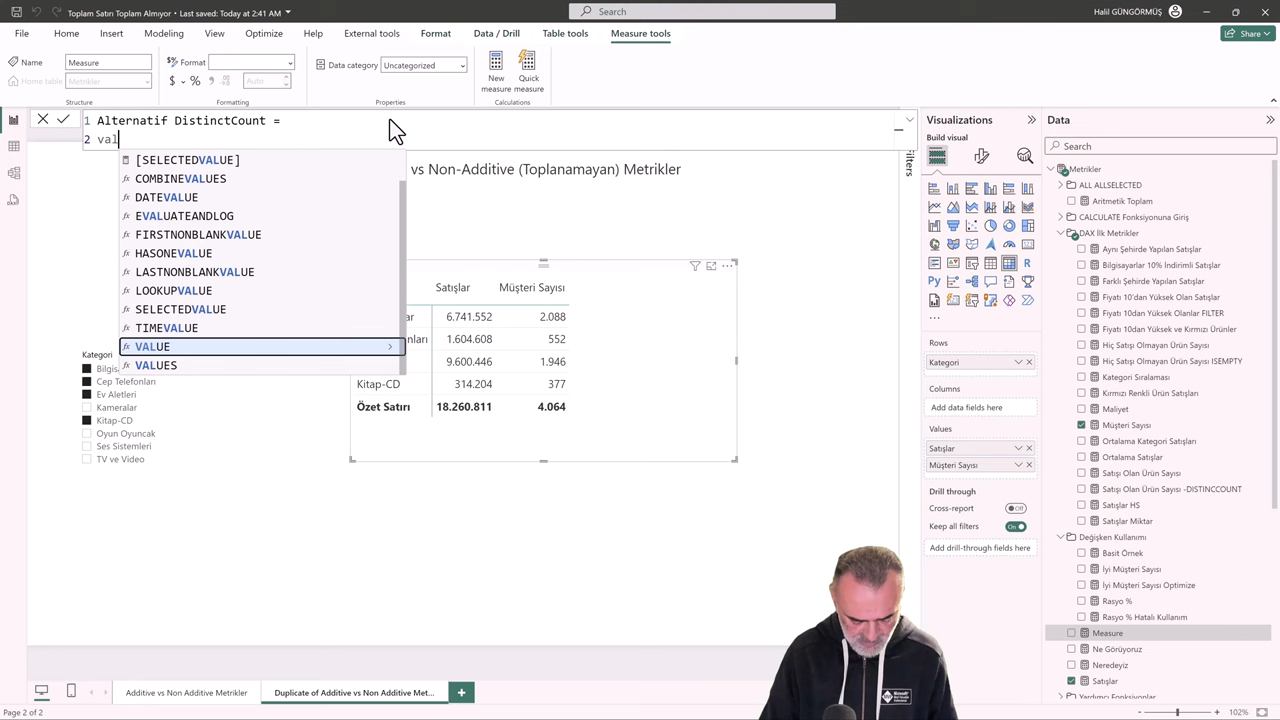 Toplam Satırı Toplam Almıyor • Last saved: Today at 2:41 AM
Search
Halil GÜNGÖRMÜŞ
File
Home
Insert
Modeling
View
Optimize
Help
External tools
Format
Data / Drill
Table tools
Measure tools
Share
Name
Measure
Home table
Metrikler
Structure
Format
$
%
Auto
Formatting
Data category
Uncategorized
Properties
New measure
Quick measure
Calculations
1 Alternatif DistinctCount =
2 val
[SELECTEDVALUE]
COMBINEVALUES
DATEVALUE
EVALUATEANDLOG
FIRSTNONBLANKVALUE
HASONEVALUE
LASTNONBLANKVALUE
LOOKUPVALUE
SELECTEDVALUE
TIMEVALUE
VALUE
VALUES
vs Non-Additive (Toplanamayan) Metrikler
Satışlar Müşteri Sayısı
ar 6.741.552 2.088
anları 1.604.608 552
9.600.446 1.946
Kitap-CD 314.204 377
Özet Satırı 18.260.811 4.064
Kategori
Bilgis
Cep Telefonları
Ev Aletleri
Kameralar
Kitap-CD
Oyun Oyuncak
Ses Sistemleri
TV ve Video
Filters
Visualizations
Build visual
R
Py
Rows
Kategori
Columns
Add data fields here
Values
Satışlar
Müşteri Sayısı
Drill through
Cross-report
Off
Keep all filters
On
Add drill-through fields here
Data
Search
Metrikler
ALL ALLSELECTED
Aritmetik Toplam
CALCULATE Fonksiyonuna Giriş
DAX İlk Metrikler
Aynı Şehirde Yapılan Satışlar
Bilgisayarlar 10% İndirimli Satışlar
Farklı Şehirde Yapılan Satışlar
Fiyatı 10'dan Yüksek Olan Satışlar
Fiyatı 10dan Yüksek Olanlar FILTER
Fiyatı 10dan Yüksek ve Kırmızı Ürünler
Hiç Satışı Olmayan Ürün Sayısı
Hiç Satışı Olmayan Ürün Sayısı ISEMPTY
Kategori Sıralaması
Kırmızı Renkli Ürün Satışları
Maliyet
Müşteri Sayısı
Ortalama Kategori Satışları
Ortalama Satışlar
Satışı Olan Ürün Sayısı
Satışı Olan Ürün Sayısı -DISTINCCOUNT
Satışlar HS
Satışlar Miktar
Değişken Kullanımı
Basit Örnek
İyi Müşteri Sayısı
İyi Müşteri Sayısı Optimize
Rasyo %
Rasyo % Hatalı Kullanım
Measure
Ne Görüyoruz
Neredeyiz
Satışlar
Yardımcı Fonksiyonlar
Additive vs Non Additive Metrikler
Duplicate of Additive vs Non Additive Met...
Page 2 of 2
102%